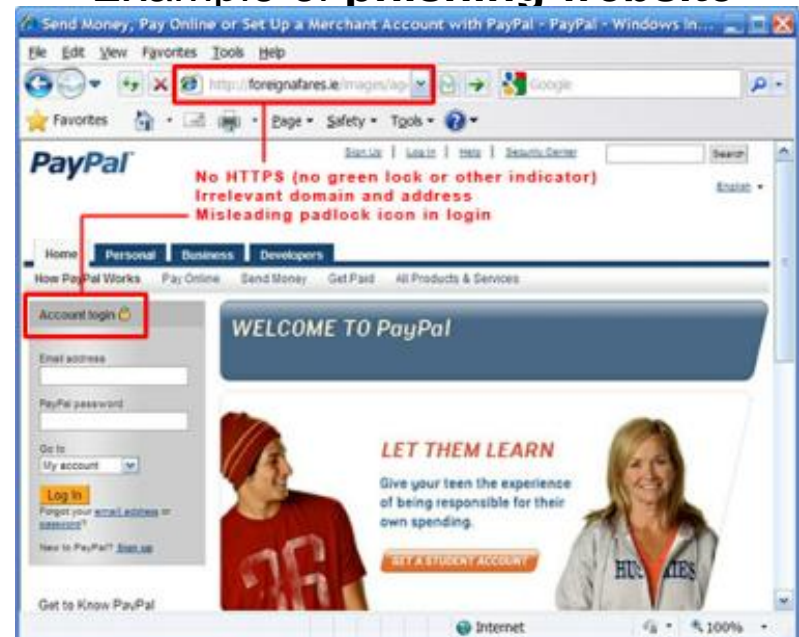 Example of phishing website
Send Money, Pay Online or Set Up a Merchant Account with PayPal - PayPal - Windows In...
File Edit View Favorites Tools Help
http://foreignafares.ie/images/ag
Google
Favorites Page Safety Tools
PayPal
Sign Up | Log In | Help | Security Center
Search
English
No HTTPS (no green lock or other indicator)
Irrelevant domain and address
Misleading padlock icon in login
Home Personal Business Developers
How PayPal Works Pay Online Send Money Get Paid All Products & Services
Account login
WELCOME TO PayPal
Email address
PayPal password
Go to
My account
Log In
Forgot your email address or
password?
New to PayPal? Sign up
LET THEM LEARN
Give your teen the experience
of being responsible for their
own spending.
GET A STUDENT ACCOUNT
36
HUSKIES
Get to Know PayPal
Internet
100%